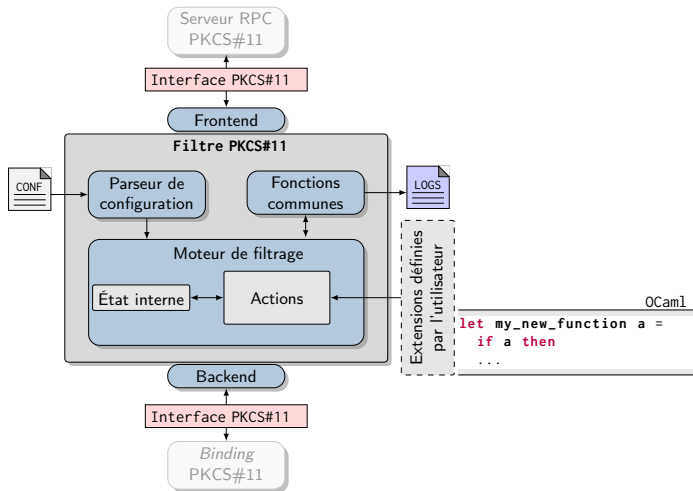 Serveur RPC
PKCS#11
Interface PKCS#11
Frontend
Filtre PKCS#11
CONF
Parseur de
configuration
Fonctions
communes
LOGS
Moteur de filtrage
État interne
Actions
Extensions définies
par l'utilisateur
OCaml
let my_new_function a =
if a then
...
Backend
Interface PKCS#11
Binding
PKCS#11